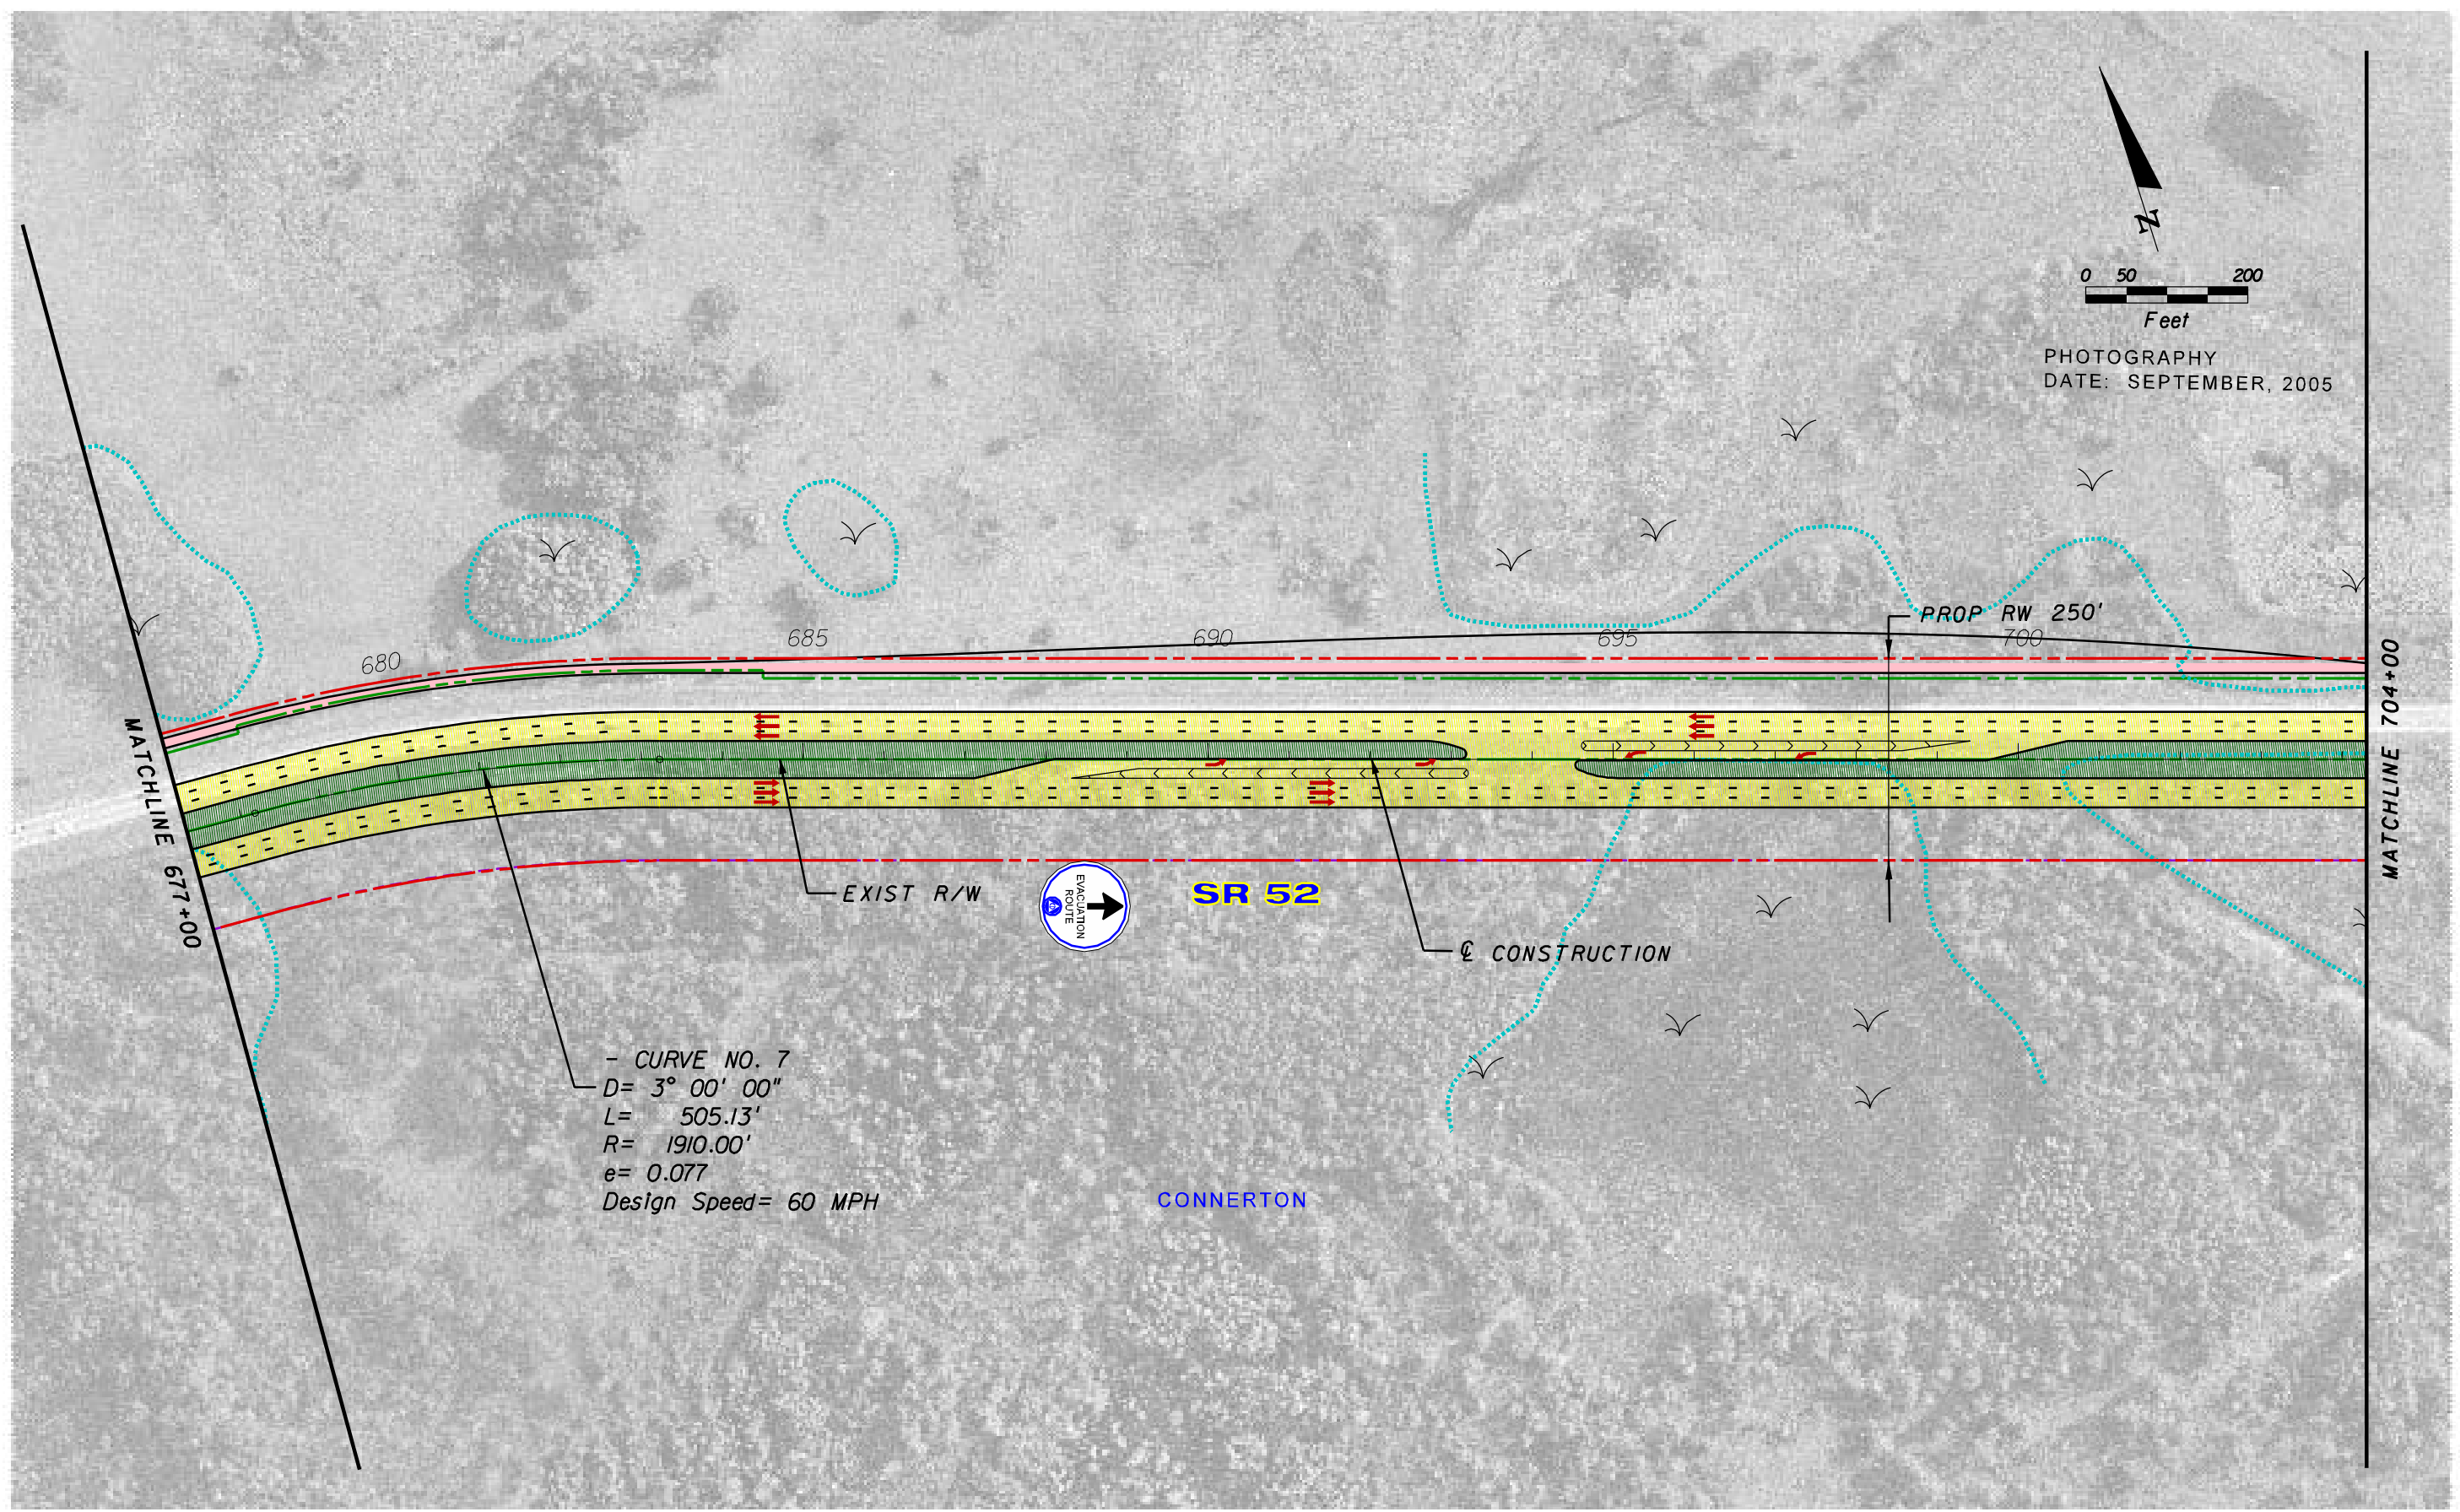 N
0 50 200
Feet
PHOTOGRAPHY
DATE: SEPTEMBER, 2005
PROP RW 250'
680
685
690
695
700
MATCHLINE 677+00
MATCHLINE 704+00
EXIST R/W
EVACUATION
ROUTE
SR 52
℄ CONSTRUCTION
- CURVE NO. 7
D= 3° 00' 00"
L= 505.13'
R= 1910.00'
e= 0.077
Design Speed= 60 MPH
CONNERTON